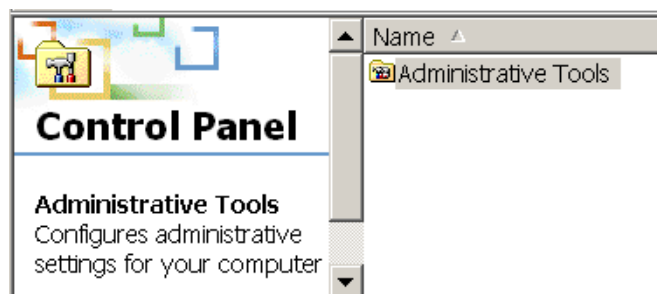 Control Panel
Administrative Tools
Configures administrative
settings for your computer
Name
Administrative Tools